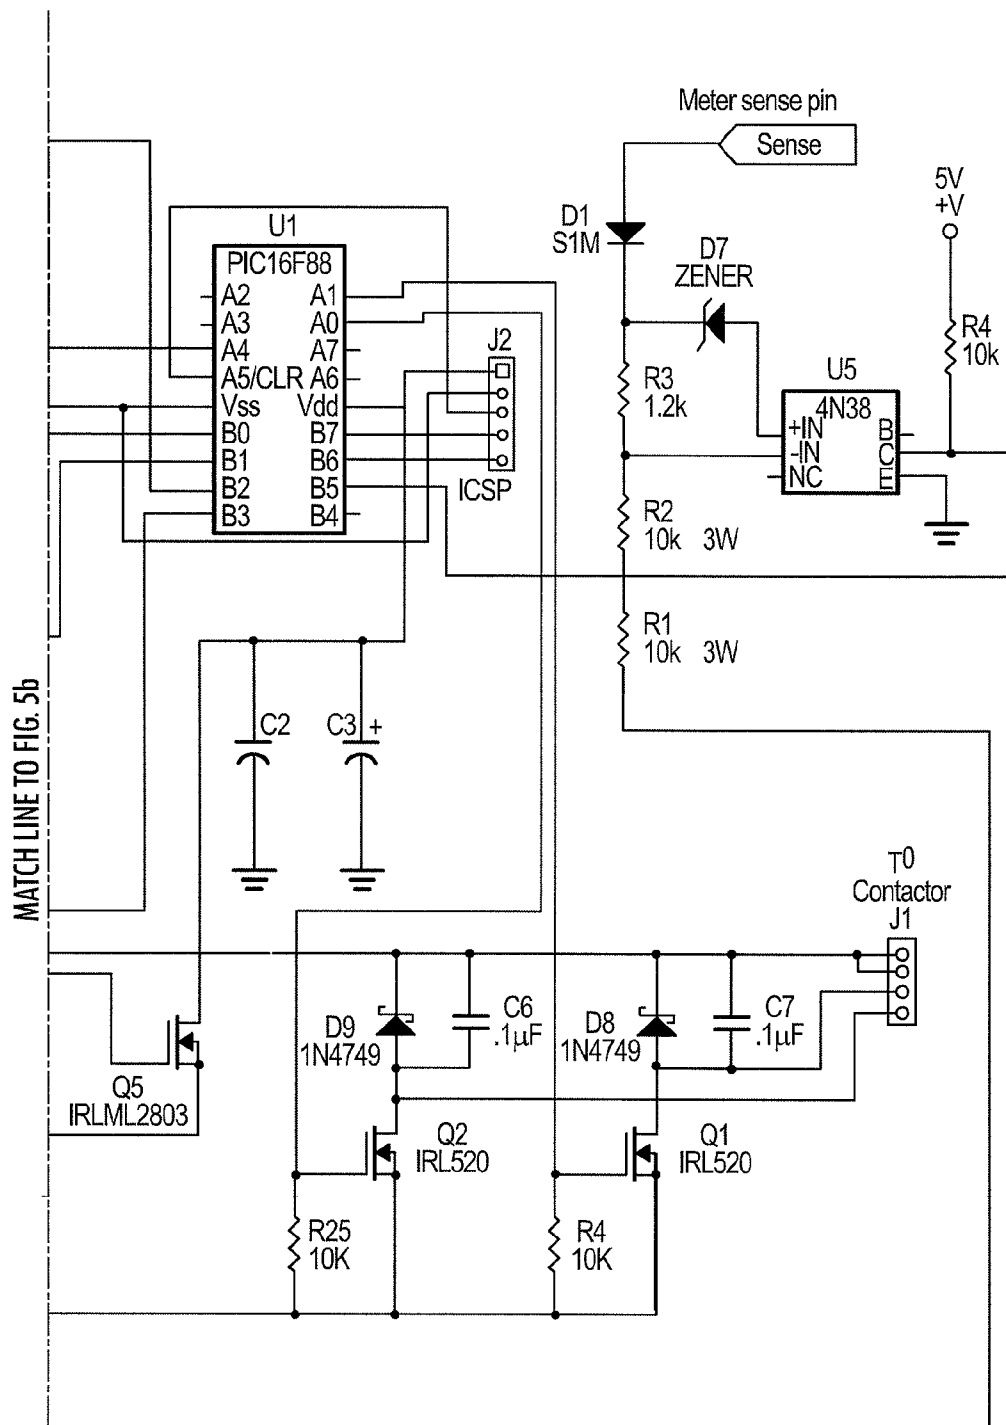 Meter sense pin
Sense
5V
+V
D1
S1M
D7
ZENER
R4
10k
U1
PIC16F88
A2
A3
A4
A5/CLR
Vss
B0
B1
B2
B3
A1
A0
A7
A6
Vdd
B7
B6
B5
B4
J2
ICSP
R3
1.2k
U5
4N38
+IN
-IN
NC
B
C
E
R2
10k 3W
R1
10k 3W
MATCH LINE TO FIG. 5b
C2
C3 +
TO
Contactor
J1
D9
1N4749
C6
.1µF
D8
1N4749
C7
.1µF
Q5
IRLML2803
Q2
IRL520
Q1
IRL520
R25
10K
R4
10K